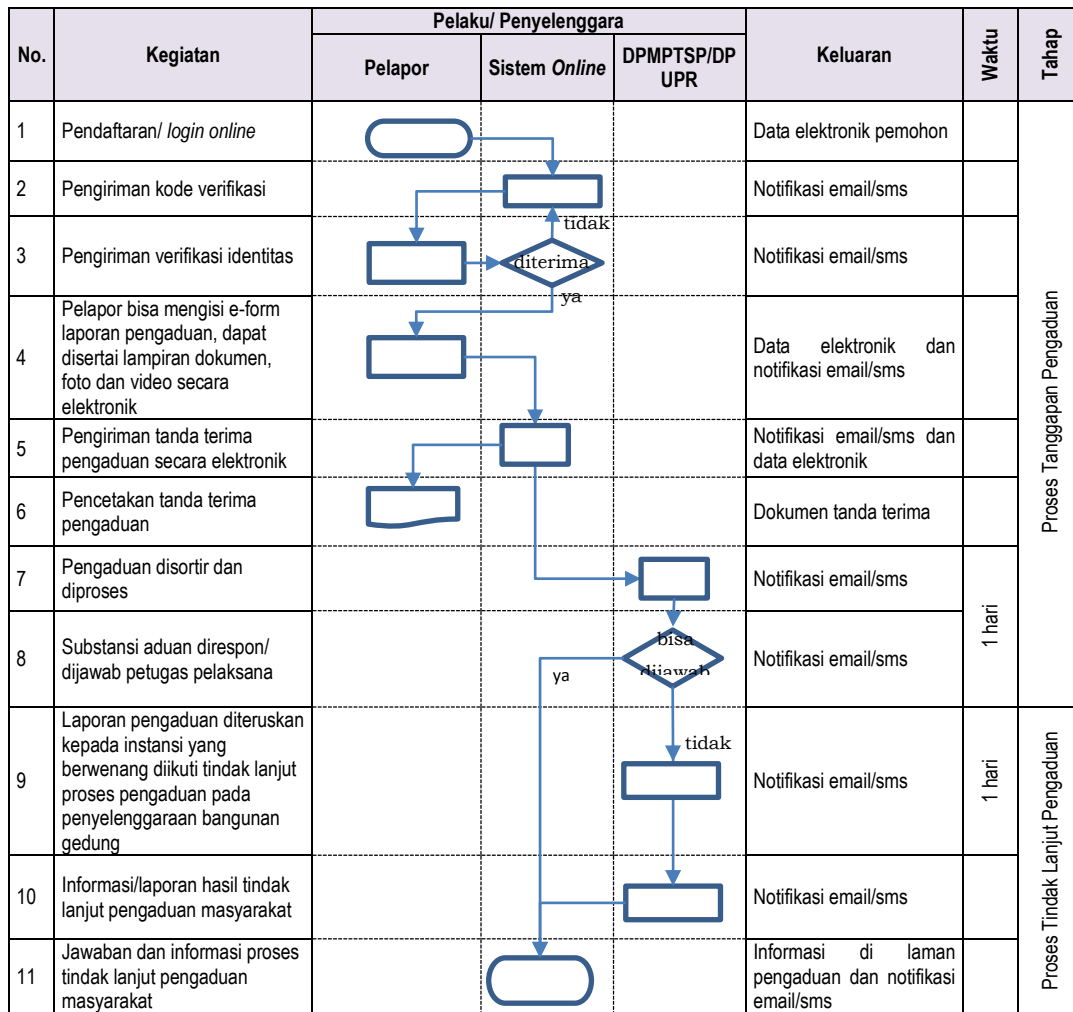 Pelaku/ Penyelenggara
No.
Kegiatan
Pelapor
Sistem Online
DPMPTSP/DP
UPR
Keluaran
Waktu
Tahap
1
Pendaftaran/ login online
Data elektronik pemohon
2
Pengiriman kode verifikasi
Notifikasi email/sms
tidak
3
Pengiriman verifikasi identitas
diterima
Notifikasi email/sms
ya
4
Pelapor bisa mengisi e-form
laporan pengaduan, dapat
disertai lampiran dokumen,
foto dan video secara
elektronik
Data elektronik dan
notifikasi email/sms
5
Pengiriman tanda terima
pengaduan secara elektronik
Notifikasi email/sms dan
data elektronik
6
Pencetakan tanda terima
pengaduan
Dokumen tanda terima
Proses Tanggapan Pengaduan
7
Pengaduan disortir dan
diproses
Notifikasi email/sms
1 hari
8
Substansi aduan direspon/
dijawab petugas pelaksana
bisa
dijawab
ya
Notifikasi email/sms
9
Laporan pengaduan diteruskan
kepada instansi yang
berwenang diikuti tindak lanjut
proses pengaduan pada
penyelenggaraan bangunan
gedung
tidak
Notifikasi email/sms
1 hari
Proses Tindak Lanjut Pengaduan
10
Informasi/laporan hasil tindak
lanjut pengaduan masyarakat
Notifikasi email/sms
11
Jawaban dan informasi proses
tindak lanjut pengaduan
masyarakat
Informasi di laman
pengaduan dan notifikasi
email/sms